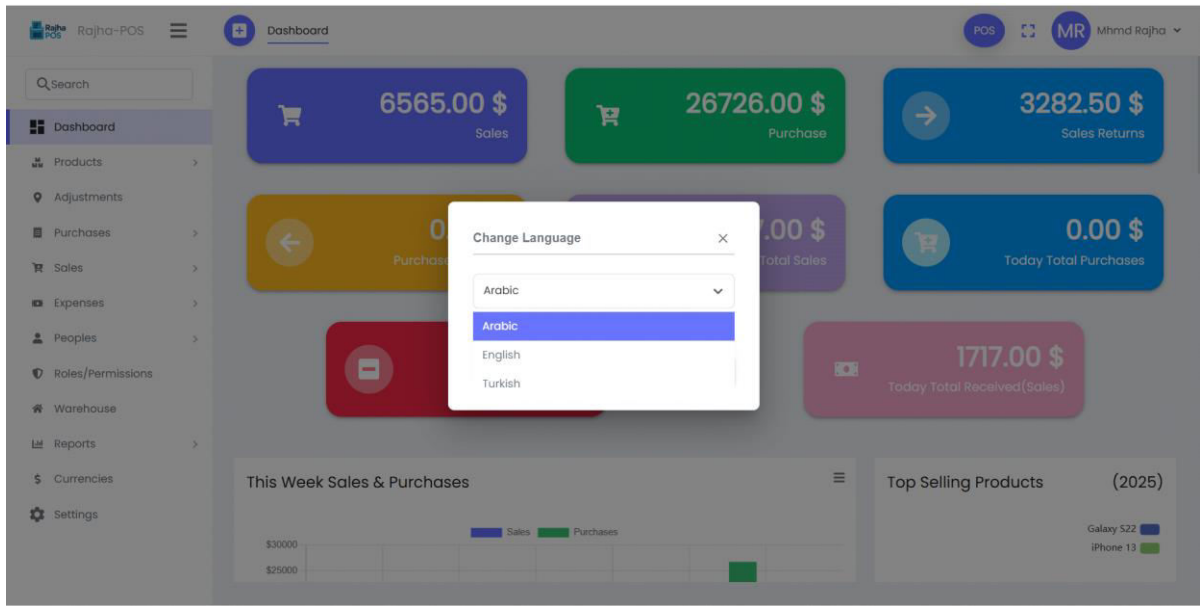 Rajha
POS
Rajha-POS
Dashboard
POS
MR
Mhmd Rajha
Search
Dashboard
Products
Adjustments
Purchases
Sales
Expenses
Peoples
Roles/Permissions
Warehouse
Reports
Currencies
Settings
6565.00 $
Sales
26726.00 $
Purchase
3282.50 $
Sales Returns
0.
Purchase
.00 $
Total Sales
0.00 $
Today Total Purchases
1717.00 $
Today Total Received(Sales)
Change Language
Arabic
Arabic
English
Turkish
This Week Sales & Purchases
Sales
Purchases
$30000
$25000
Top Selling Products
(2025)
Galaxy S22
iPhone 13